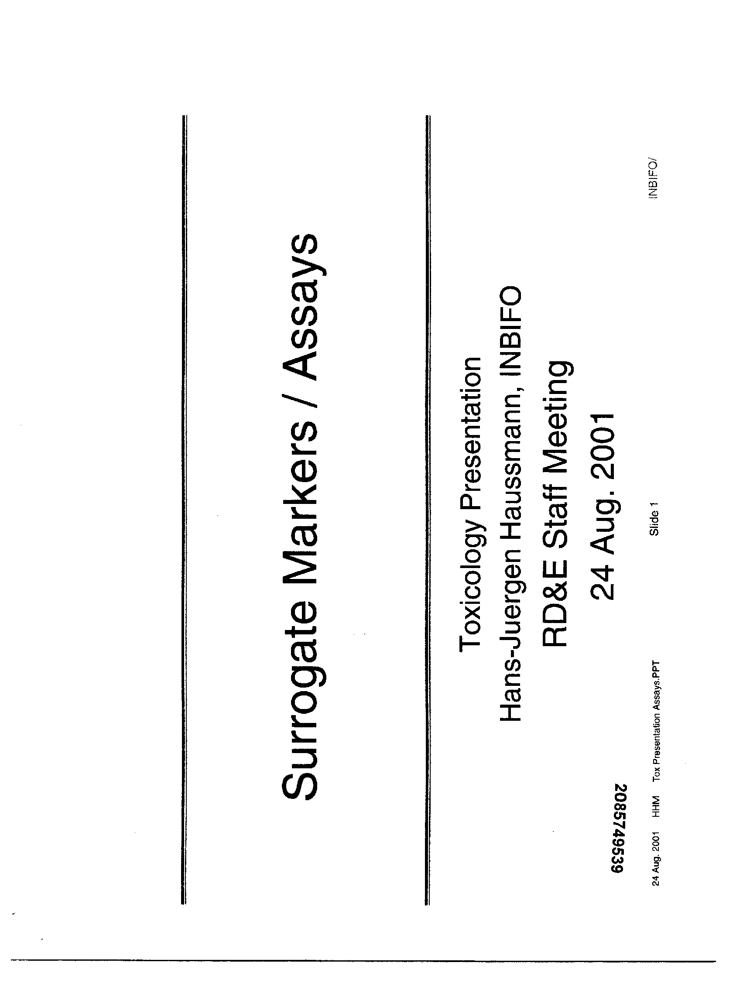 Surrogate Markers / Assays
Toxicology Presentation
Hans-Juergen Haussmann, INBIFO
RD&E Staff Meeting
24 Aug. 2001
2085749539
24 Aug. 2001 HHM Tox Presentation Assays.PPT Slide 1 INBIFO/